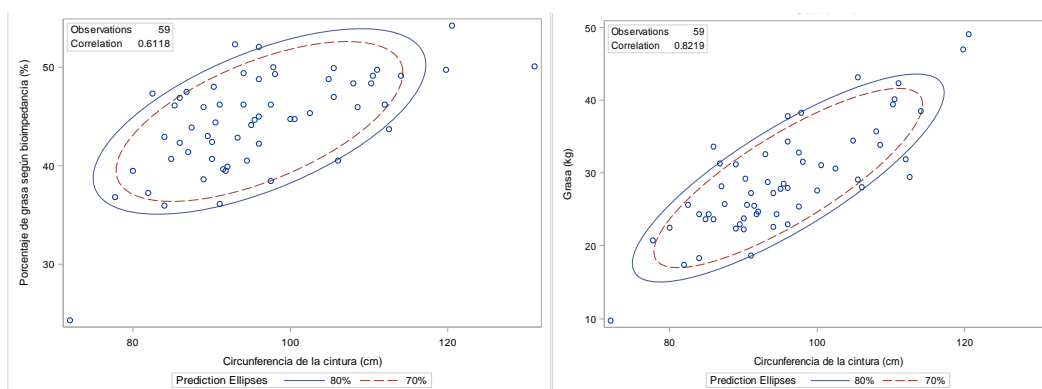 Observations 59
Correlation 0.6118
Porcentaje de grasa según bioimpedancia (%)
50
40
30
80
100
120
Circunferencia de la cintura (cm)
Prediction Ellipses 80% 70%
Observations 59
Correlation 0.8219
Grasa (kg)
50
40
30
20
10
80
100
120
Circunferencia de la cintura (cm)
Prediction Ellipses 80% 70%